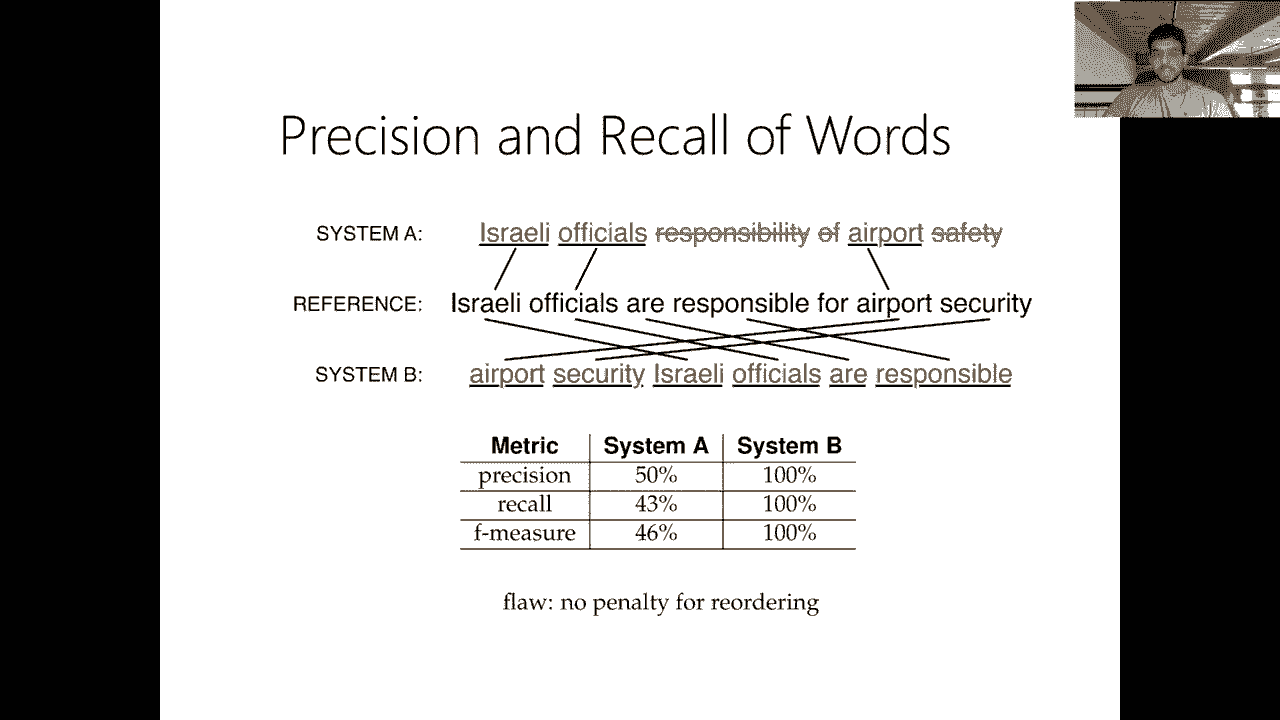 Precision and Recall of Words
SYSTEM A: Israeli officials responsibility of airport safety
REFERENCE: Israeli officials are responsible for airport security
SYSTEM B: airport security Israeli officials are responsible
Metric System A System B
precision 50% 100%
recall 43% 100%
f-measure 46% 100%
flaw: no penalty for reordering